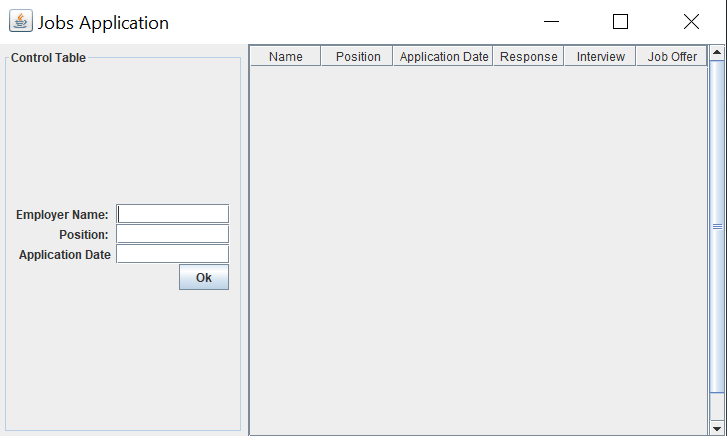 Jobs Application
Control Table
Employer Name:
Position:
Application Date
Ok
Name Position Application Date Response Interview Job Offer